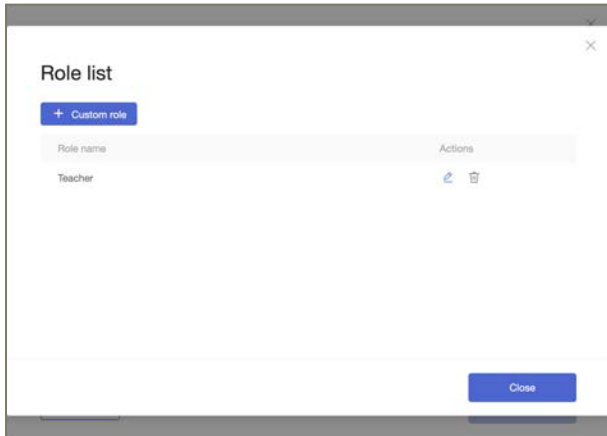 Role list
+ Custom role
Role name Actions
Teacher
Close